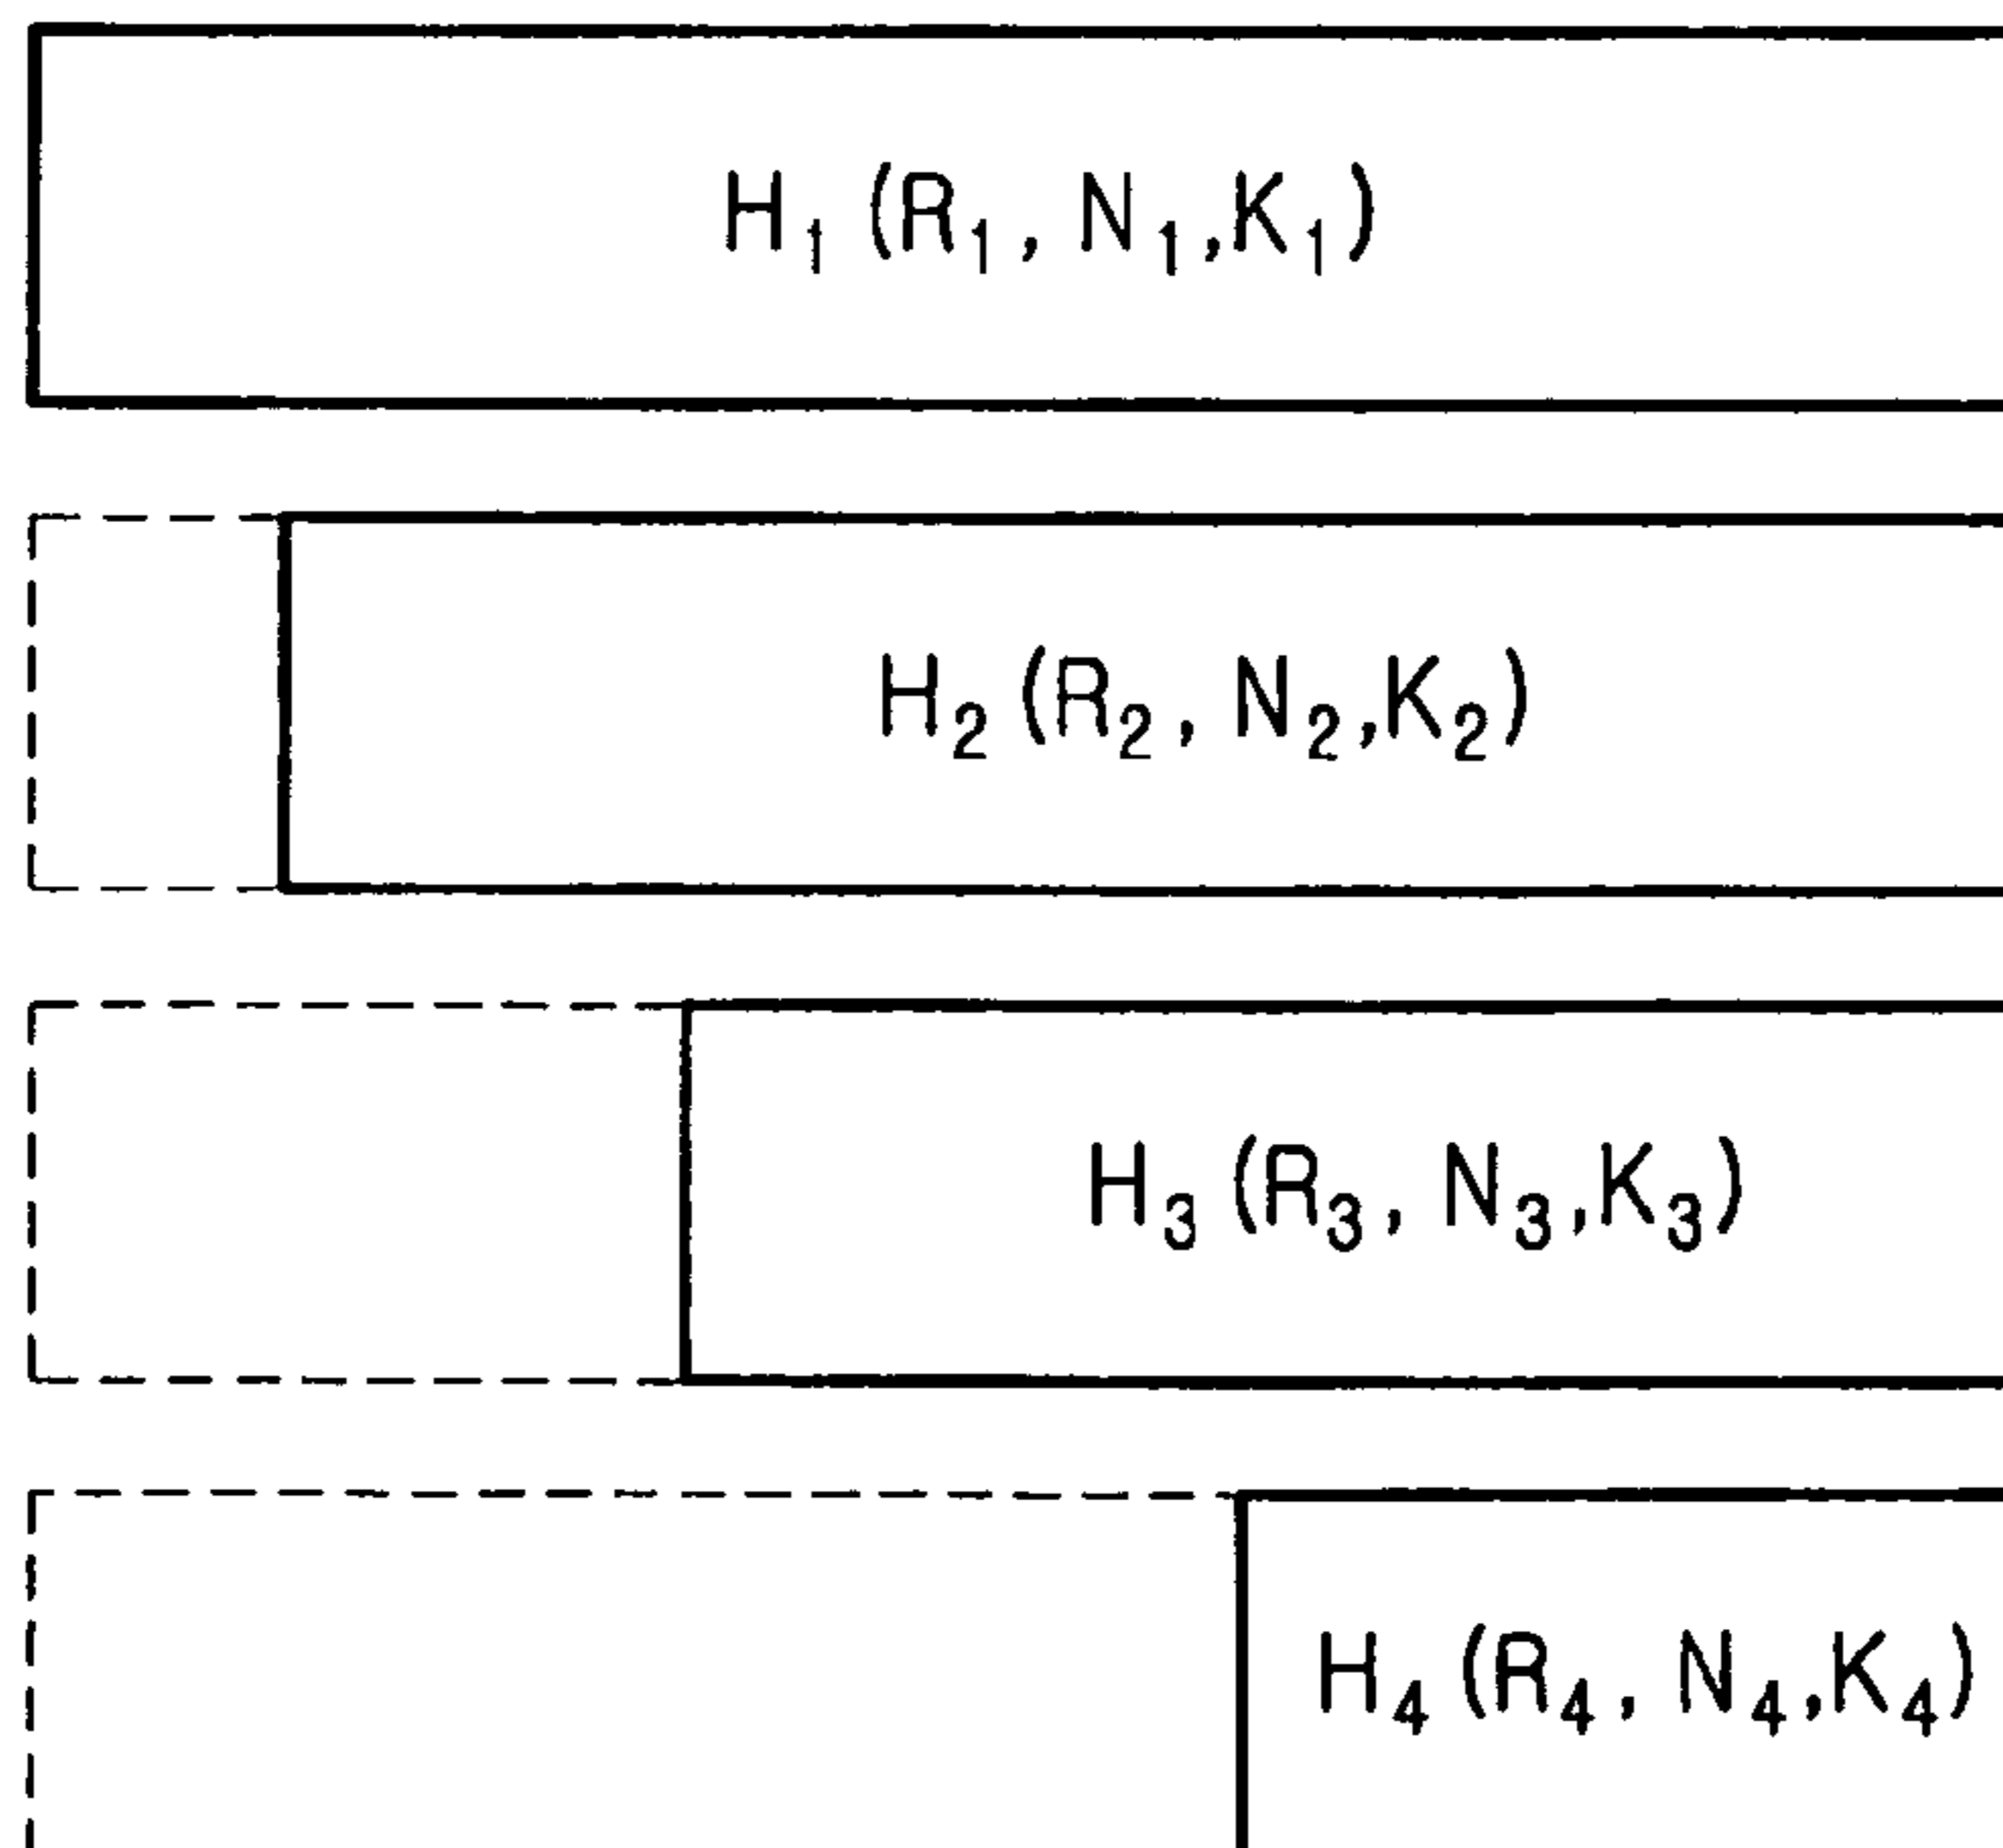 H₁ (R₁, N₁,K₁)
H₂ (R₂, N₂,K₂)
H₃ (R₃, N₃,K₃)
H₄ (R₄, N₄,K₄)